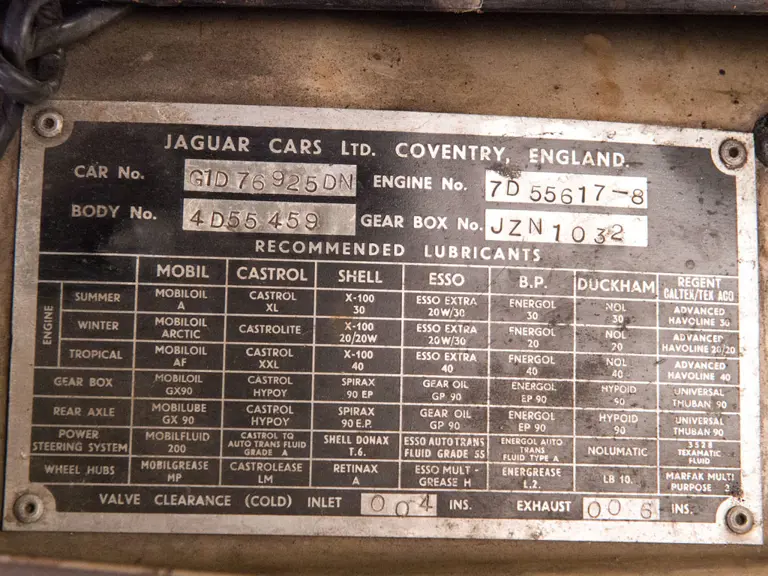 JAGUAR CARS LTD. COVENTRY, ENGLAND.
CAR No. G1D76925DN ENGINE No. 7D55617-8
BODY No. 4D55459 GEAR BOX No. JZN1032
RECOMMENDED LUBRICANTS
MOBIL CASTROL SHELL ESSO B.P. DUCKHAM REGENT CALTEX/TEXACO
ENGINE
SUMMER MOBILOIL A CASTROL XL X-100 30 ESSO EXTRA 20W/30 ENERGOL 30 NOL 30 ADVANCED HAVOLINE 30
WINTER MOBILOIL ARCTIC CASTROLITE X-100 20/20W ESSO EXTRA 20W/30 ENERGOL 20 NOL 20 ADVANCED HAVOLINE 20/20
TROPICAL MOBILOIL AF CASTROL XXL X-100 40 ESSO EXTRA 40 ENERGOL 40 NOL 40 ADVANCED HAVOLINE 40
GEAR BOX MOBILOIL GX90 CASTROL HYPOY SPIRAX 90 EP GEAR OIL GP 90 ENERGOL EP 90 HYPOID 90 UNIVERSAL THUBAN 90
REAR AXLE MOBILUBE GX 90 CASTROL HYPOY SPIRAX 90 E.P. GEAR OIL GP 90 ENERGOL EP 90 HYPOID 90 UNIVERSAL THUBAN 90
POWER STEERING SYSTEM MOBILFLUID 200 CASTROL TQ AUTO TRANS FLUID GRADE A SHELL DONAX T.6. ESSO AUTO TRANS FLUID GRADE 55 ENERGOL AUTO TRANS FLUID TYPE A NOLUMATIC 3528 TEXAMATIC FLUID
WHEEL HUBS MOBILGREASE MP CASTROLEASE LM RETINAX A ESSO MULT-GREASE H ENERGREASE L.2. LB 10. MARFAK MULTI PURPOSE 2
VALVE CLEARANCE (COLD) INLET 004 INS. EXHAUST 006 INS.